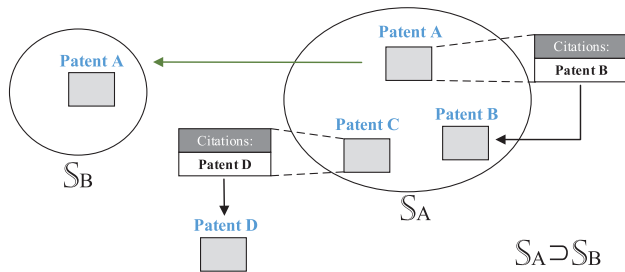 Patent A
Patent A
Citations:
Patent B
Patent B
Patent C
Citations:
Patent D
Patent D
𝕊B
𝕊A
𝕊A⊃𝕊B